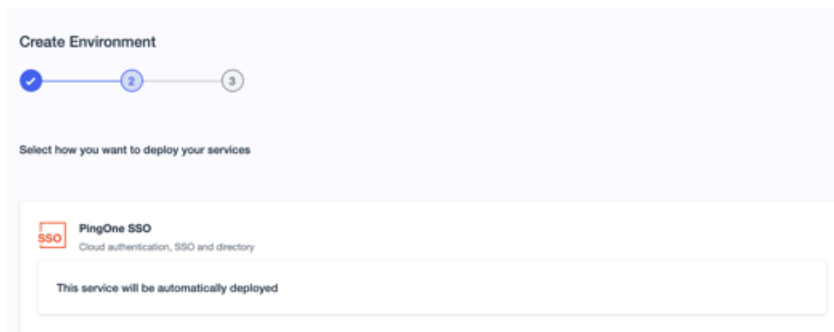 Create Environment
2 3
Select how you want to deploy your services
SSO PingOne SSO
Cloud authentication, SSO and directory
This service will be automatically deployed